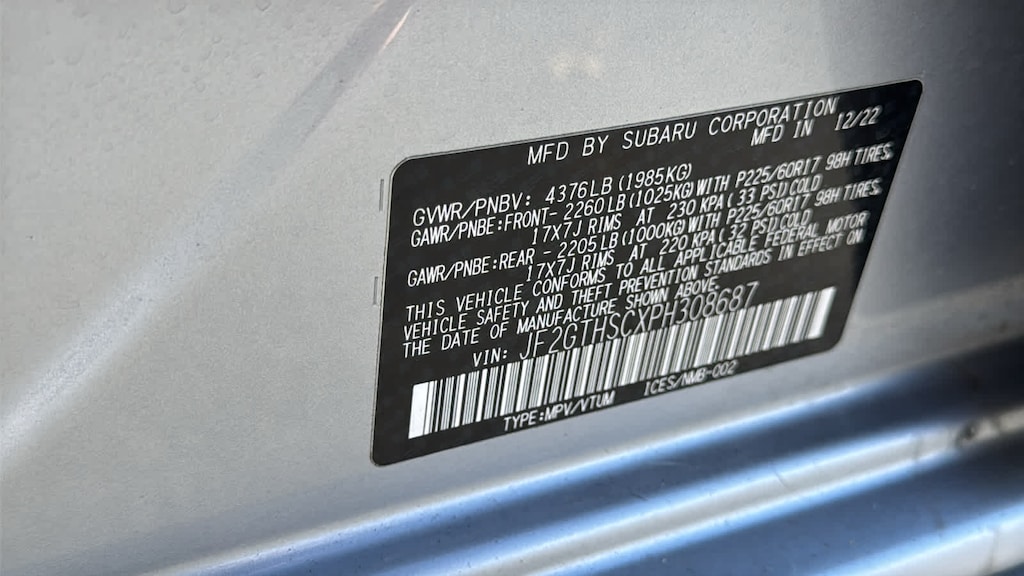 MFD BY SUBARU CORPORATION
MFD IN 12/22
GVWR/PNBV: 4376LB (1985KG)
GAWR/PNBE:FRONT- 2260LB (1025KG) WITH P225/60R17 98H TIRES
17X7J RIMS AT 230 KPA ( 33 PSI) COLD
GAWR/PNBE:REAR - 2205LB (1000KG) WITH P225/60R17 98H TIRES
17X7J RIMS AT 220 KPA ( 32 PSI) COLD
THIS VEHICLE CONFORMS TO ALL APPLICABLE FEDERAL MOTOR
VEHICLE SAFETY AND THEFT PREVENTION STANDARDS IN EFFECT ON
THE DATE OF MANUFACTURE SHOWN ABOVE.
VIN: JF2GTHSCXPH308687
TYPE:MPV/VTUM ICES/NMB-002